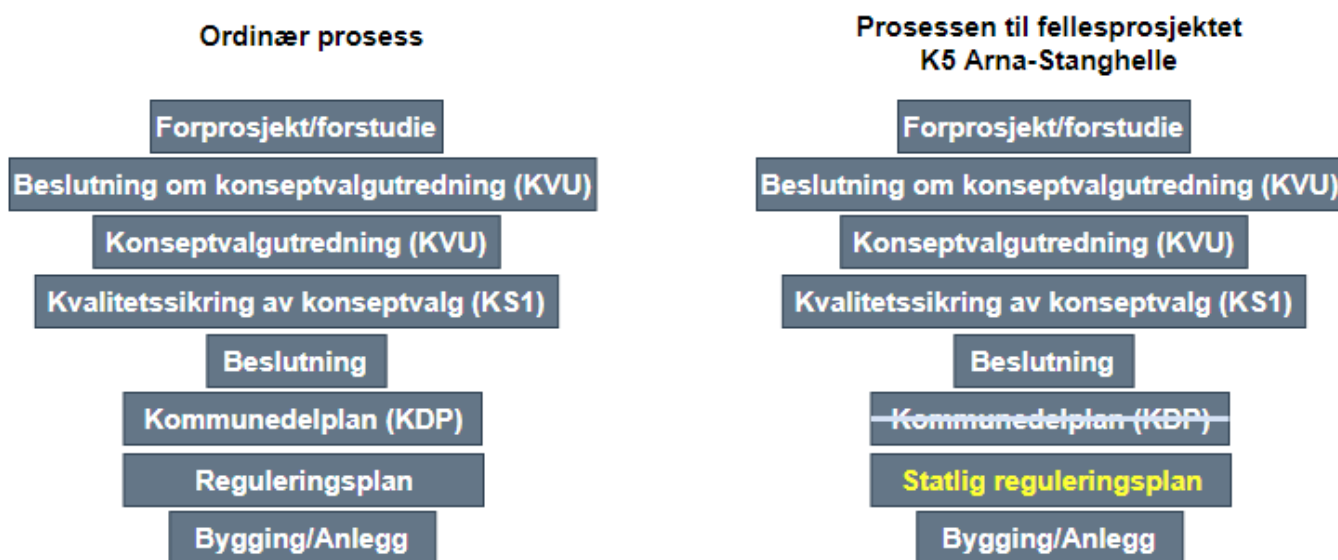 Ordinær prosess
Forprosjekt/forstudie
Beslutning om konseptvalgutredning (KVU)
Konseptvalgutredning (KVU)
Kvalitetssikring av konseptvalg (KS1)
Beslutning
Kommunedelplan (KDP)
Reguleringsplan
Bygging/Anlegg
Prosessen til fellesprosjektet
K5 Arna-Stanghelle
Forprosjekt/forstudie
Beslutning om konseptvalgutredning (KVU)
Konseptvalgutredning (KVU)
Kvalitetssikring av konseptvalg (KS1)
Beslutning
Kommunedelplan (KDP)
Statlig reguleringsplan
Bygging/Anlegg